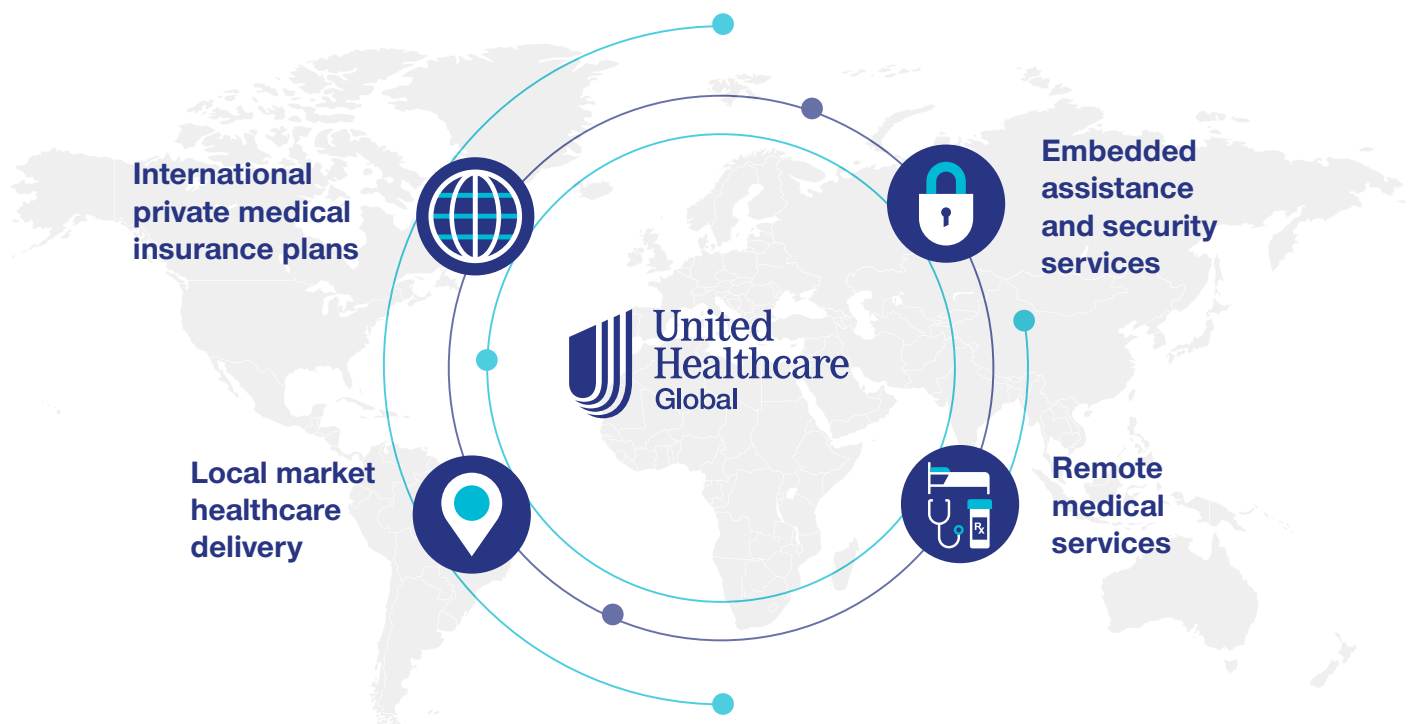 International
private medical
insurance plans
Embedded
assistance
and security
services
United
Healthcare
Global
Local market
healthcare
delivery
Remote
medical
services
Rx